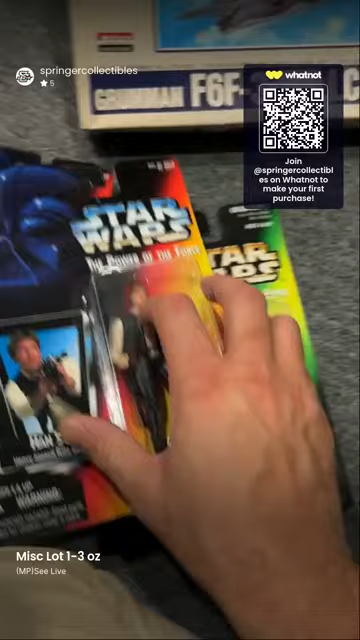 springercollectibles
★ 5
whatnot
Join
@springercollectibl
es on Whatnot to
make your first
purchase!
GRUMMAN F6F-
STAR
WARS
THE POWER OF THE FORCE
STAR
WARS
HAN
WARNING:
Misc Lot 1-3 oz
(MP)See Live